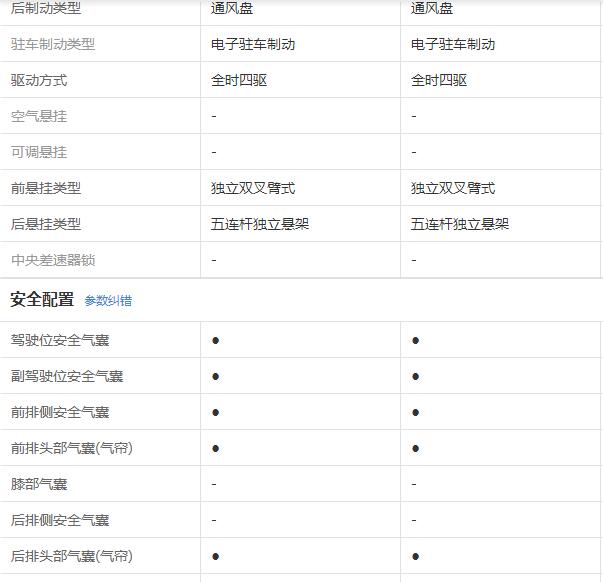 后制动类型 通风盘 通风盘
驻车制动类型 电子驻车制动 电子驻车制动
驱动方式 全时四驱 全时四驱
空气悬挂 - -
可调悬挂 - -
前悬挂类型 独立双叉臂式 独立双叉臂式
后悬挂类型 五连杆独立悬架 五连杆独立悬架
中央差速器锁 - -
安全配置 参数纠错
驾驶位安全气囊 ● ●
副驾驶位安全气囊 ● ●
前排侧安全气囊 ● ●
前排头部气囊(气帘) ● ●
膝部气囊 - -
后排侧安全气囊 - -
后排头部气囊(气帘) ● ●